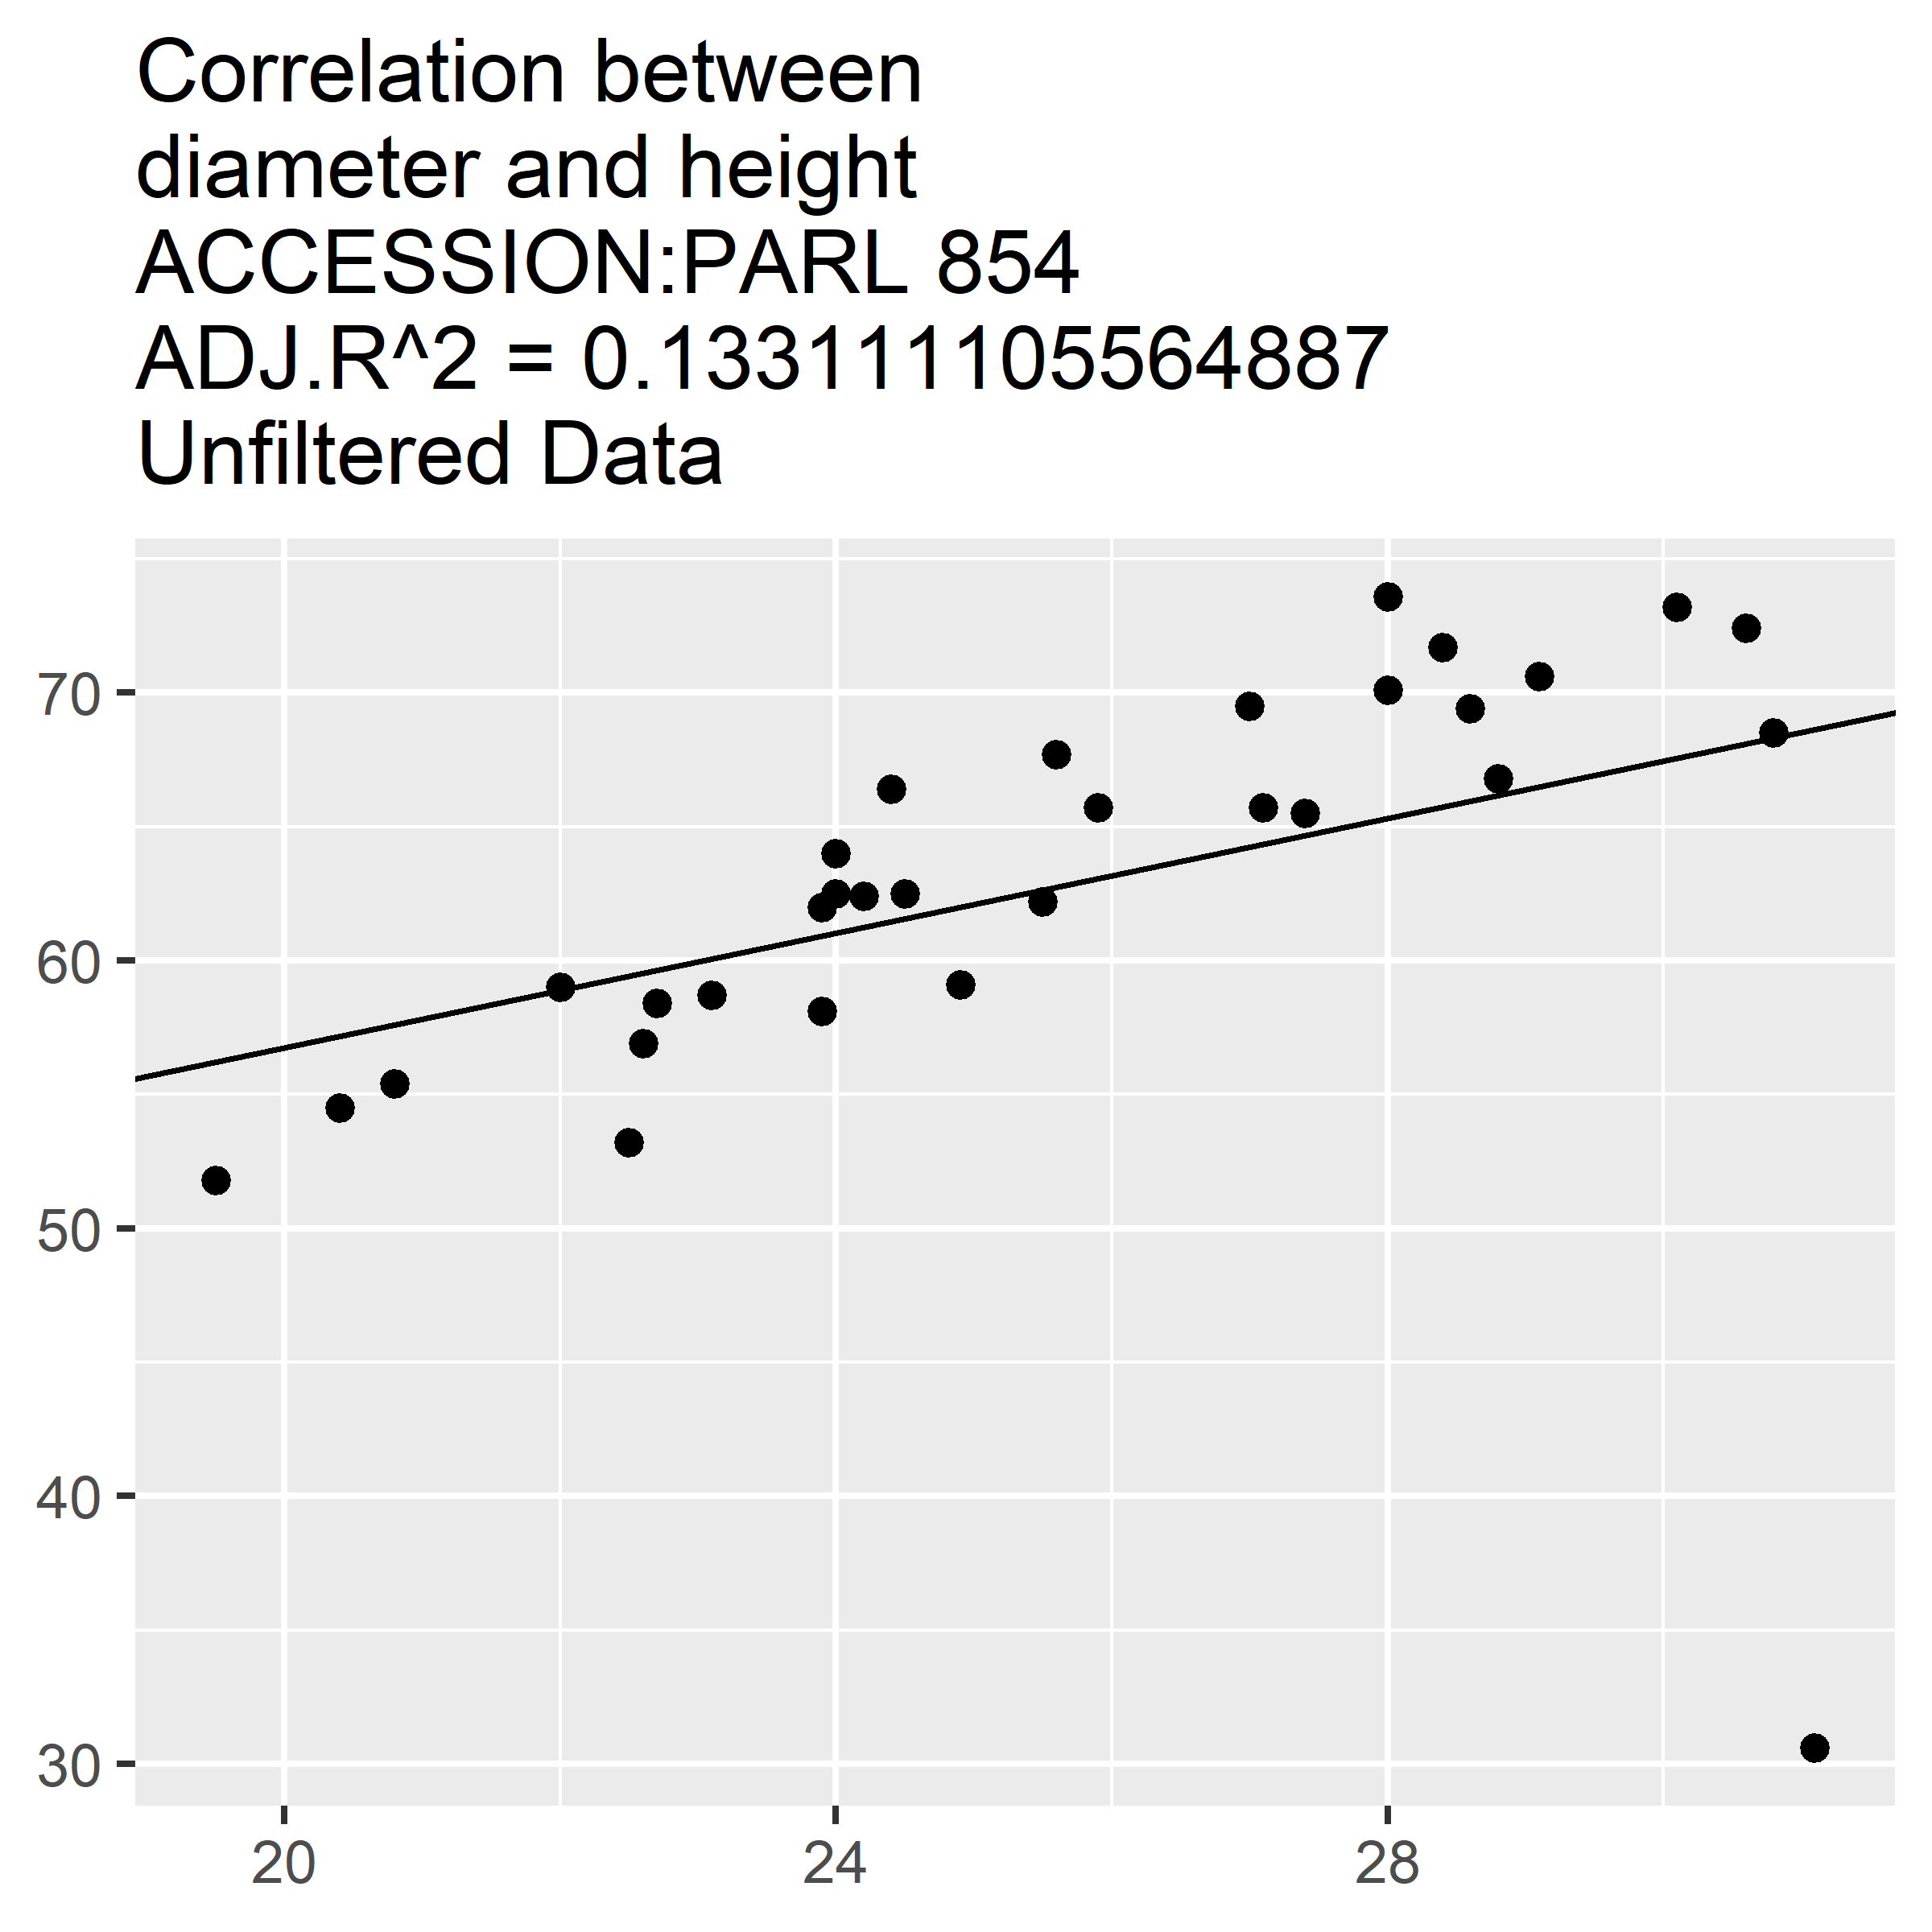 Correlation between
diameter and height
ACCESSION:PARL 854
ADJ.R^2 = 0.133111105564887
Unfiltered Data
70
60
50
40
30
20 24 28